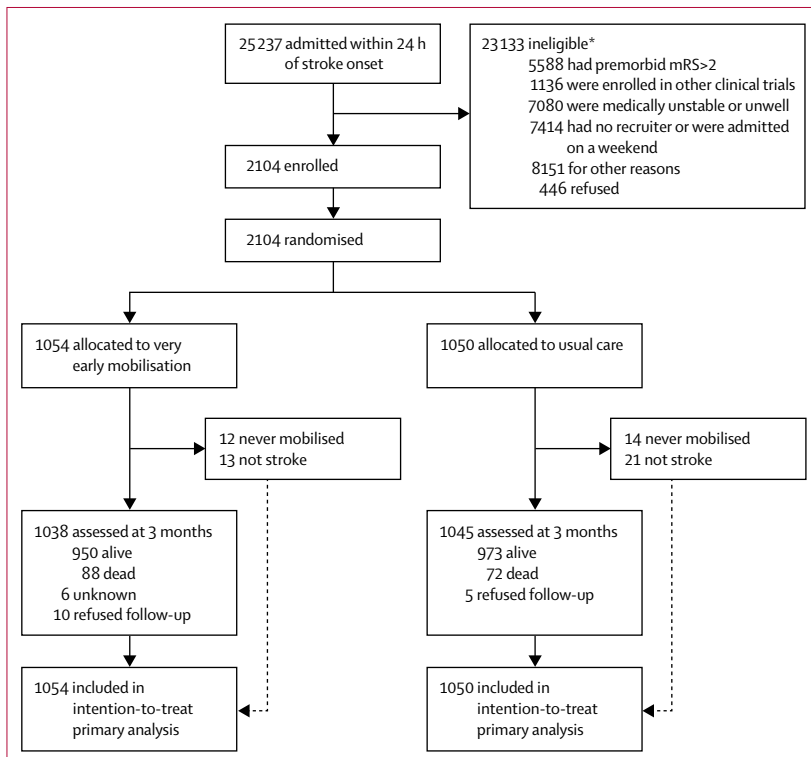 25 237 admitted within 24 h
of stroke onset
23 133 ineligible*
5588 had premorbid mRS>2
1136 were enrolled in other clinical trials
7080 were medically unstable or unwell
7414 had no recruiter or were admitted
on a weekend
8151 for other reasons
446 refused
2104 enrolled
2104 randomised
1054 allocated to very
early mobilisation
1050 allocated to usual care
12 never mobilised
13 not stroke
14 never mobilised
21 not stroke
1038 assessed at 3 months
950 alive
88 dead
6 unknown
10 refused follow-up
1045 assessed at 3 months
973 alive
72 dead
5 refused follow-up
1054 included in
intention-to-treat
primary analysis
1050 included in
intention-to-treat
primary analysis